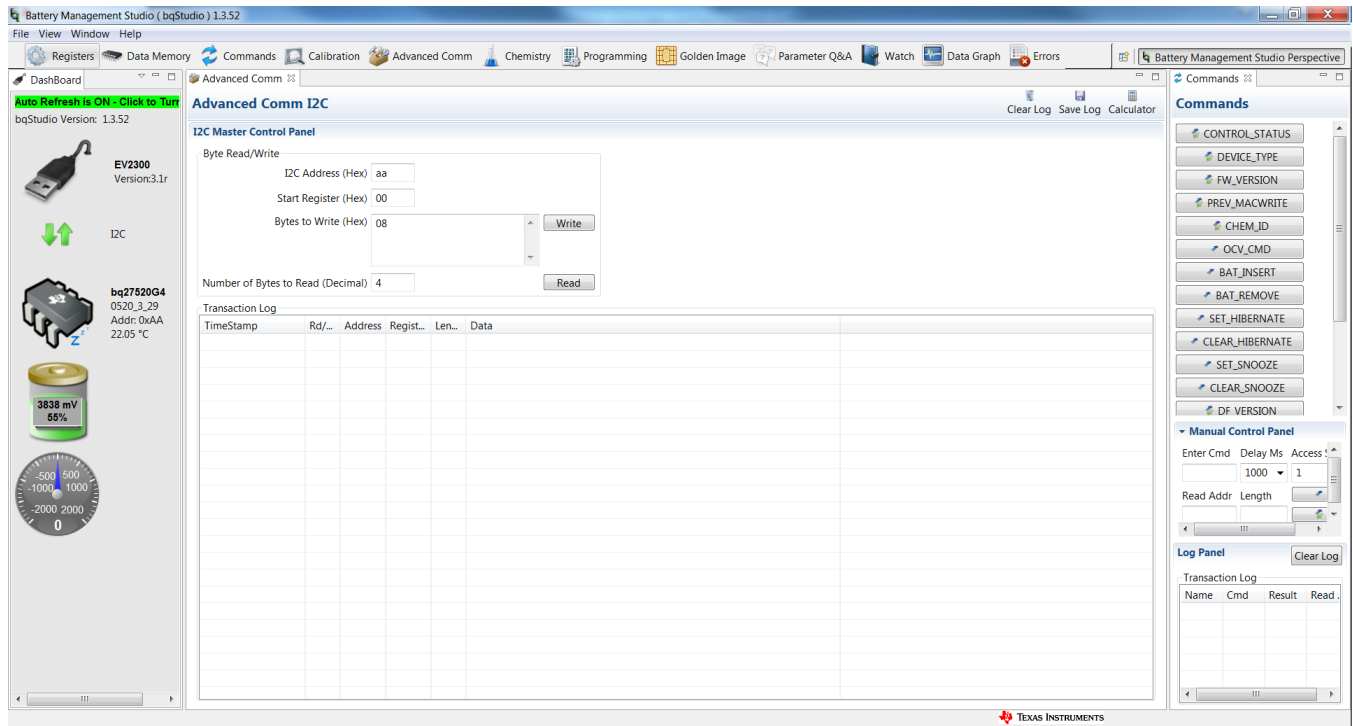 Battery Management Studio ( bqStudio ) 1.3.52
File View Window Help
Registers Data Memory Commands Calibration Advanced Comm Chemistry Programming Golden Image Parameter Q&A Watch Data Graph Errors Battery Management Studio Perspective
DashBoard
Auto Refresh is ON - Click to Turr
bqStudio Version: 1.3.52
EV2300
Version:3.1r
I2C
bq27520G4
0520_3_29
Addr: 0xAA
22.05 °C
3838 mV
55%
-500 500
-1000 1000
-2000 2000
0
Advanced Comm
Advanced Comm I2C
Clear Log Save Log Calculator
I2C Master Control Panel
Byte Read/Write
I2C Address (Hex) aa
Start Register (Hex) 00
Bytes to Write (Hex) 08 Write
Number of Bytes to Read (Decimal) 4 Read
Transaction Log
TimeStamp Rd/... Address Regist... Len... Data
Commands
Commands
CONTROL_STATUS
DEVICE_TYPE
FW_VERSION
PREV_MACWRITE
CHEM_ID
OCV_CMD
BAT_INSERT
BAT_REMOVE
SET_HIBERNATE
CLEAR_HIBERNATE
SET_SNOOZE
CLEAR_SNOOZE
DF_VERSION
Manual Control Panel
Enter Cmd Delay Ms Access
1000 1
Read Addr Length
Log Panel Clear Log
Transaction Log
Name Cmd Result Read
TEXAS INSTRUMENTS